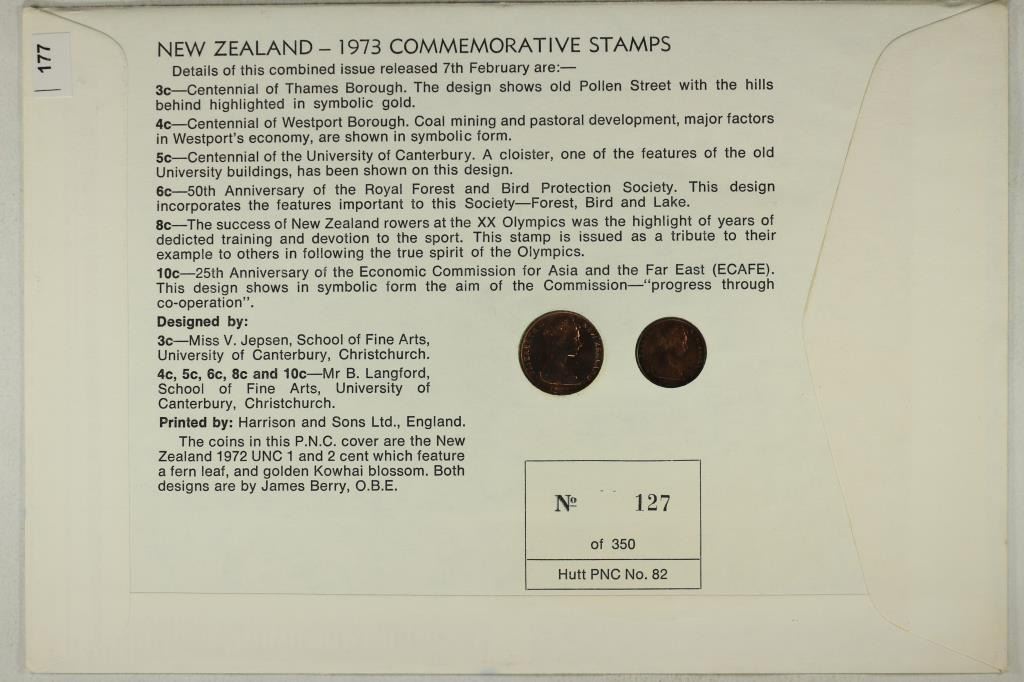 177
NEW ZEALAND – 1973 COMMEMORATIVE STAMPS
Details of this combined issue released 7th February are:—
3c—Centennial of Thames Borough. The design shows old Pollen Street with the hills
behind highlighted in symbolic gold.
4c—Centennial of Westport Borough. Coal mining and pastoral development, major factors
in Westport's economy, are shown in symbolic form.
5c—Centennial of the University of Canterbury. A cloister, one of the features of the old
University buildings, has been shown on this design.
6c—50th Anniversary of the Royal Forest and Bird Protection Society. This design
incorporates the features important to this Society—Forest, Bird and Lake.
8c—The success of New Zealand rowers at the XX Olympics was the highlight of years of
dedicted training and devotion to the sport. This stamp is issued as a tribute to their
example to others in following the true spirit of the Olympics.
10c—25th Anniversary of the Economic Commission for Asia and the Far East (ECAFE).
This design shows in symbolic form the aim of the Commission—"progress through
co-operation".
Designed by:
3c—Miss V. Jepsen, School of Fine Arts,
University of Canterbury, Christchurch.
4c, 5c, 6c, 8c and 10c—Mr B. Langford,
School of Fine Arts, University of
Canterbury, Christchurch.
Printed by: Harrison and Sons Ltd., England.
The coins in this P.N.C. cover are the New
Zealand 1972 UNC 1 and 2 cent which feature
a fern leaf, and golden Kowhai blossom. Both
designs are by James Berry, O.B.E.
№ 127
of 350
Hutt PNC No. 82